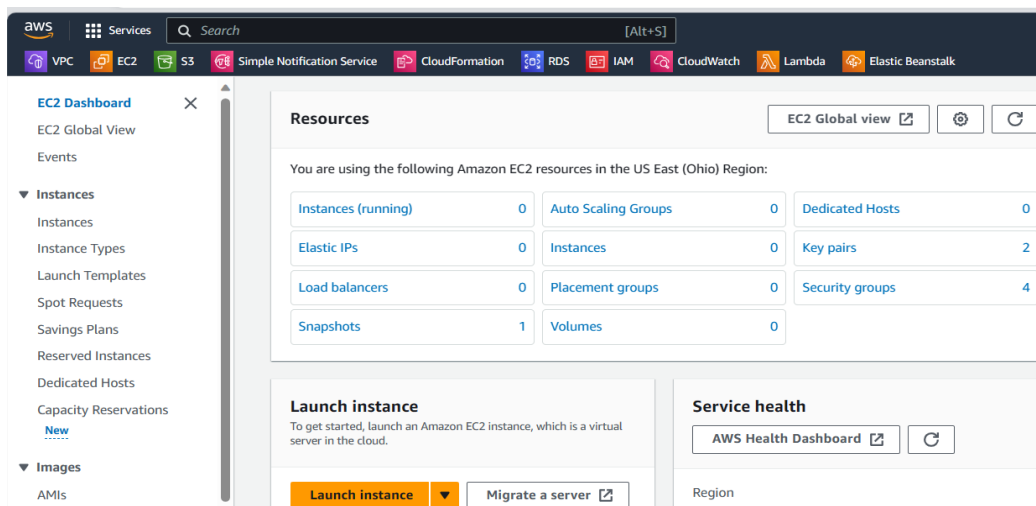 aws Services Search [Alt+S]
VPC EC2 S3 Simple Notification Service CloudFormation RDS IAM CloudWatch Lambda Elastic Beanstalk
EC2 Dashboard
EC2 Global View
Events
Instances
Instances
Instance Types
Launch Templates
Spot Requests
Savings Plans
Reserved Instances
Dedicated Hosts
Capacity Reservations
New
Images
AMIs
Resources
EC2 Global view
You are using the following Amazon EC2 resources in the US East (Ohio) Region:
Instances (running) 0 Auto Scaling Groups 0 Dedicated Hosts 0
Elastic IPs 0 Instances 0 Key pairs 2
Load balancers 0 Placement groups 0 Security groups 4
Snapshots 1 Volumes 0
Launch instance
To get started, launch an Amazon EC2 instance, which is a virtual
server in the cloud.
Launch instance Migrate a server
Service health
AWS Health Dashboard
Region